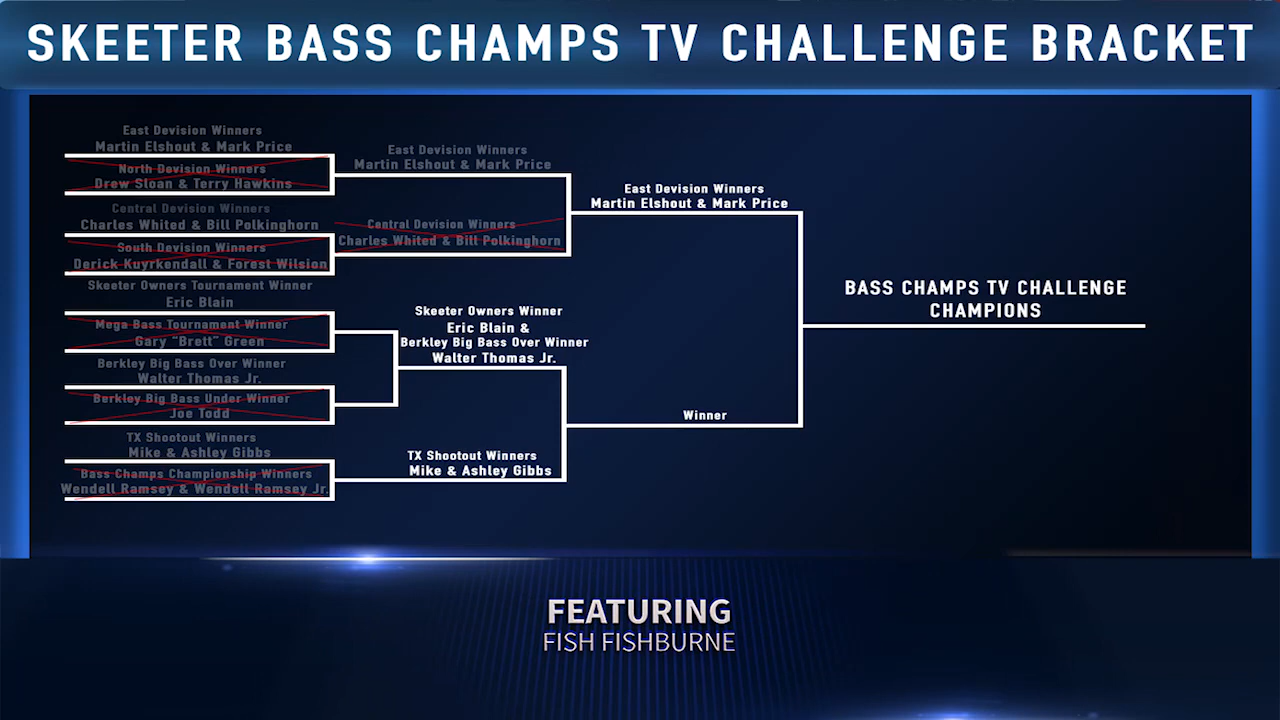 SKEETER BASS CHAMPS TV CHALLENGE BRACKET
East Devision Winners
Martin Elshout & Mark Price
North Devision Winners
Drew Sloan & Terry Hawkins
Central Devision Winners
Charles Whited & Bill Polkinghorn
South Devision Winners
Derick Kuyrkendall & Forest Wilsion
Skeeter Owners Tournament Winner
Eric Blain
Mega Bass Tournament Winner
Gary "Brett" Green
Berkley Big Bass Over Winner
Walter Thomas Jr.
Berkley Big Bass Under Winner
Joe Todd
TX Shootout Winners
Mike & Ashley Gibbs
Bass Champs Championship Winners
Wendell Ramsey & Wendell Ramsey Jr.
East Devision Winners
Martin Elshout & Mark Price
Central Devision Winners
Charles Whited & Bill Polkinghorn
Skeeter Owners Winner
Eric Blain &
Berkley Big Bass Over Winner
Walter Thomas Jr.
TX Shootout Winners
Mike & Ashley Gibbs
East Devision Winners
Martin Elshout & Mark Price
Winner
BASS CHAMPS TV CHALLENGE
CHAMPIONS
FEATURING
FISH FISHBURNE